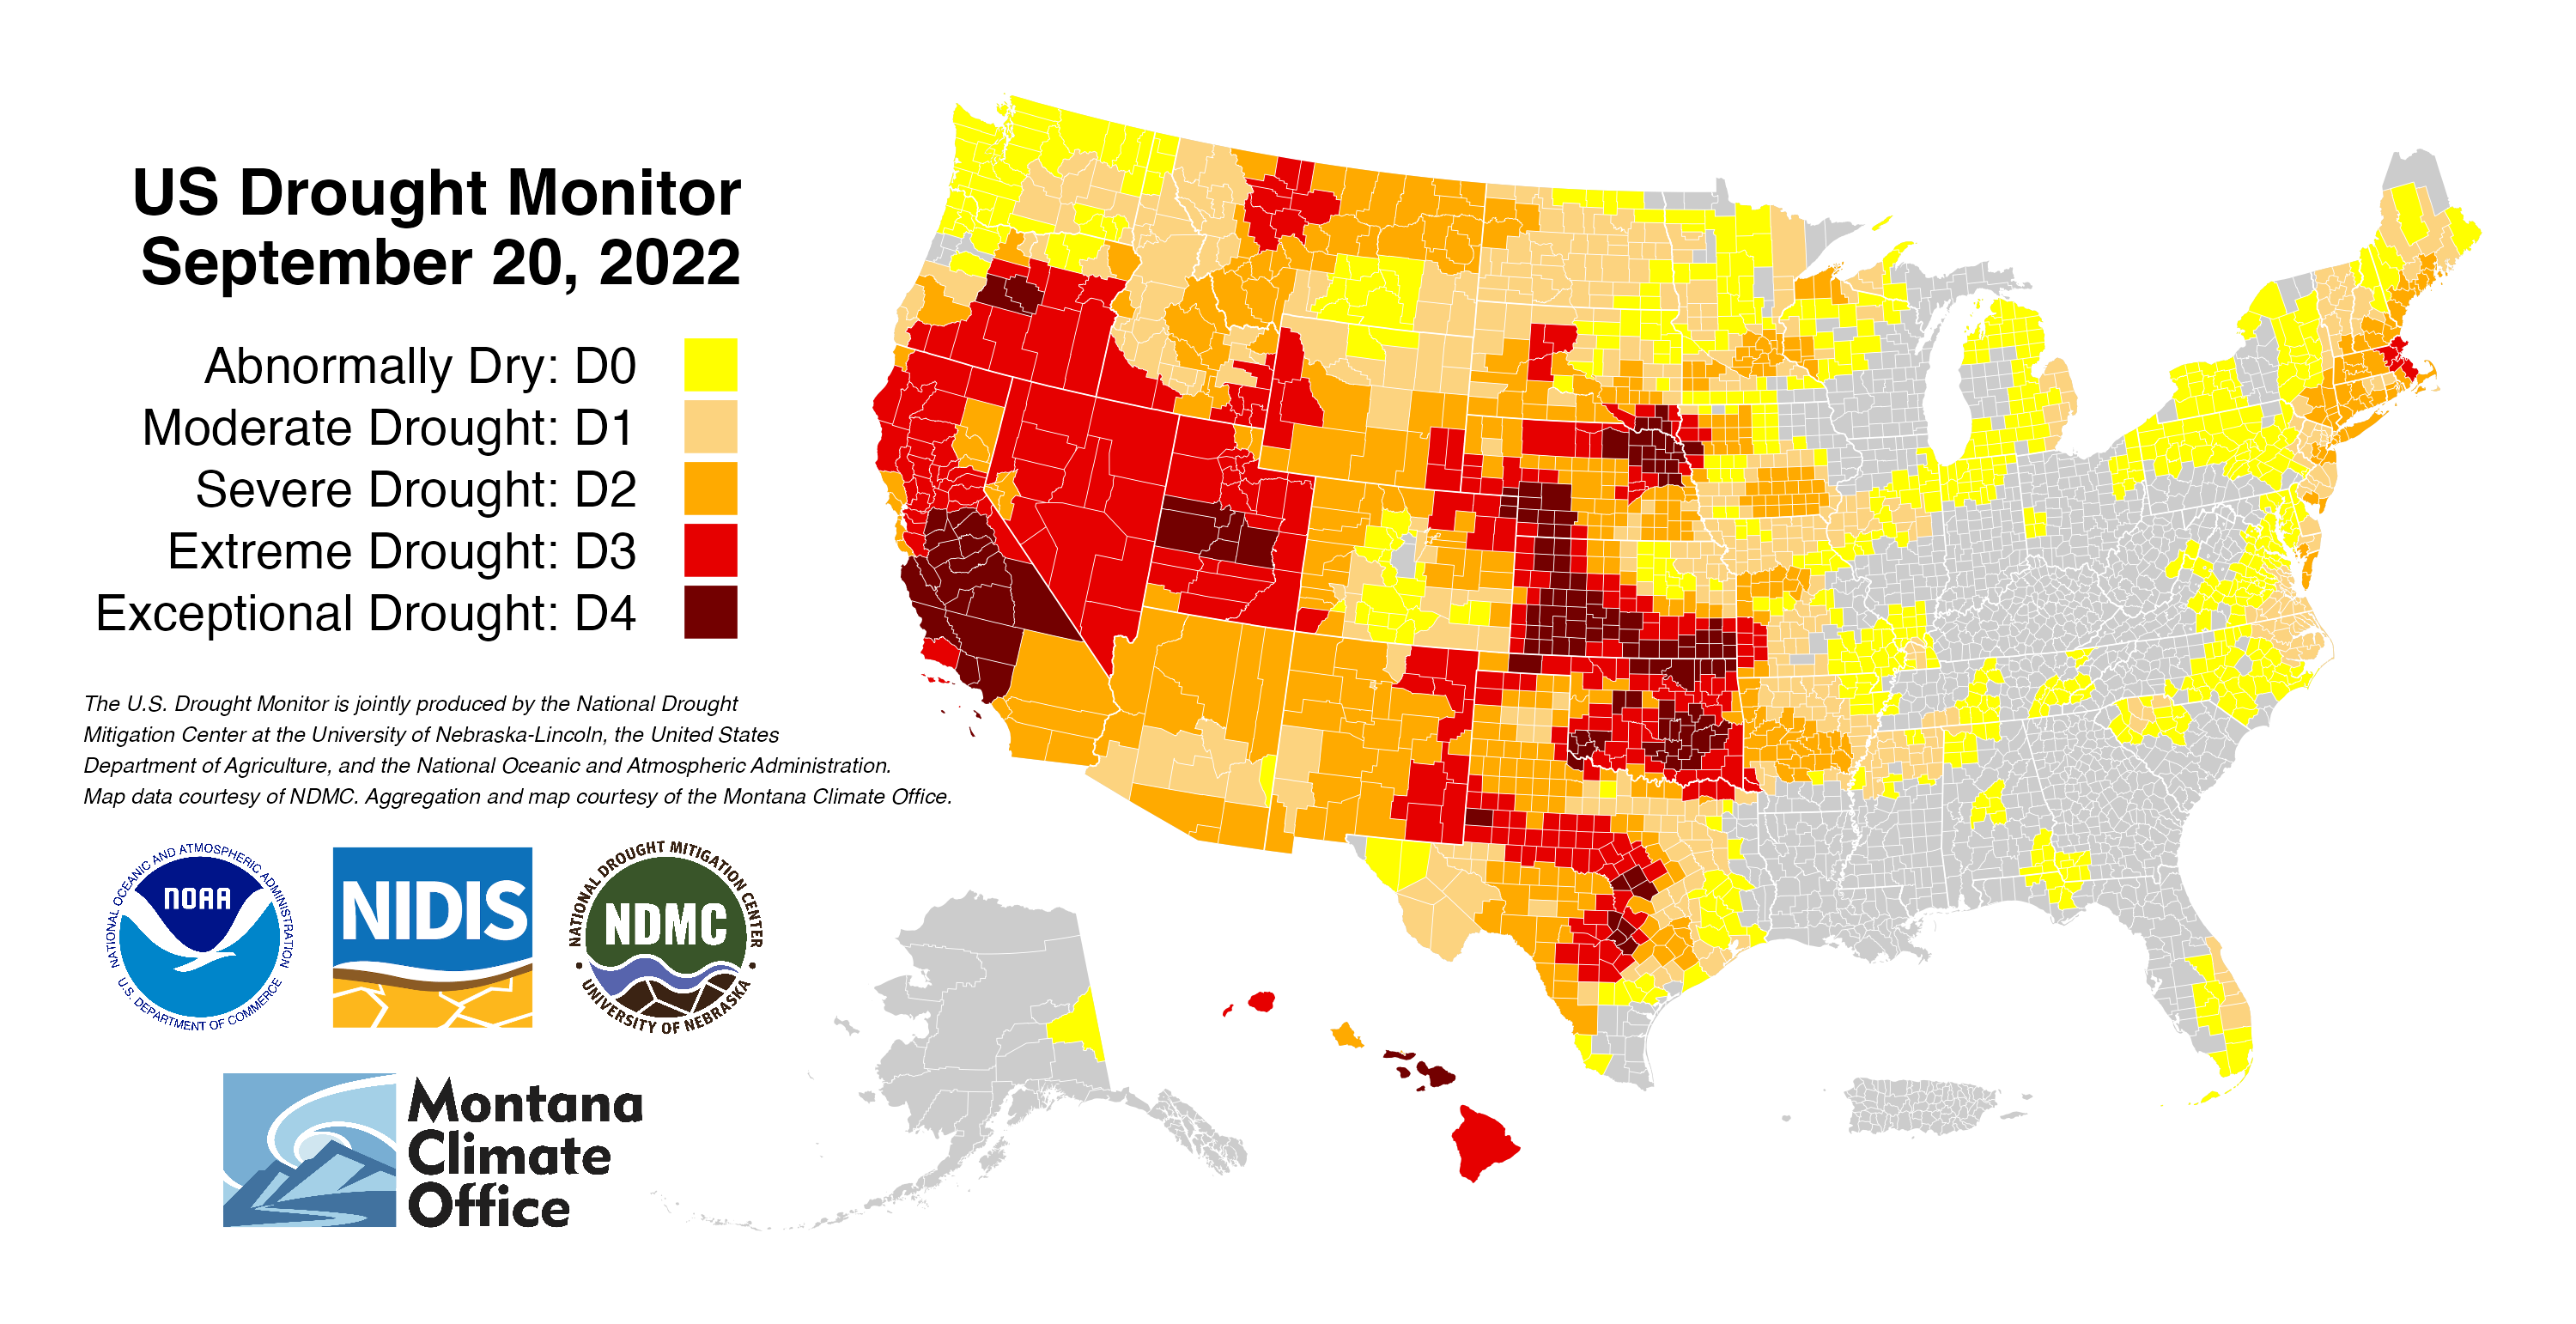 US Drought Monitor
September 20, 2022
Abnormally Dry: D0
Moderate Drought: D1
Severe Drought: D2
Extreme Drought: D3
Exceptional Drought: D4
The U.S. Drought Monitor is jointly produced by the National Drought
Mitigation Center at the University of Nebraska-Lincoln, the United States
Department of Agriculture, and the National Oceanic and Atmospheric Administration.
Map data courtesy of NDMC. Aggregation and map courtesy of the Montana Climate Office.
NATIONAL OCEANIC AND ATMOSPHERIC ADMINISTRATION
NOAA
U.S. DEPARTMENT OF COMMERCE
NIDIS
NATIONAL DROUGHT MITIGATION CENTER
NDMC
UNIVERSITY OF NEBRASKA
Montana
Climate
Office